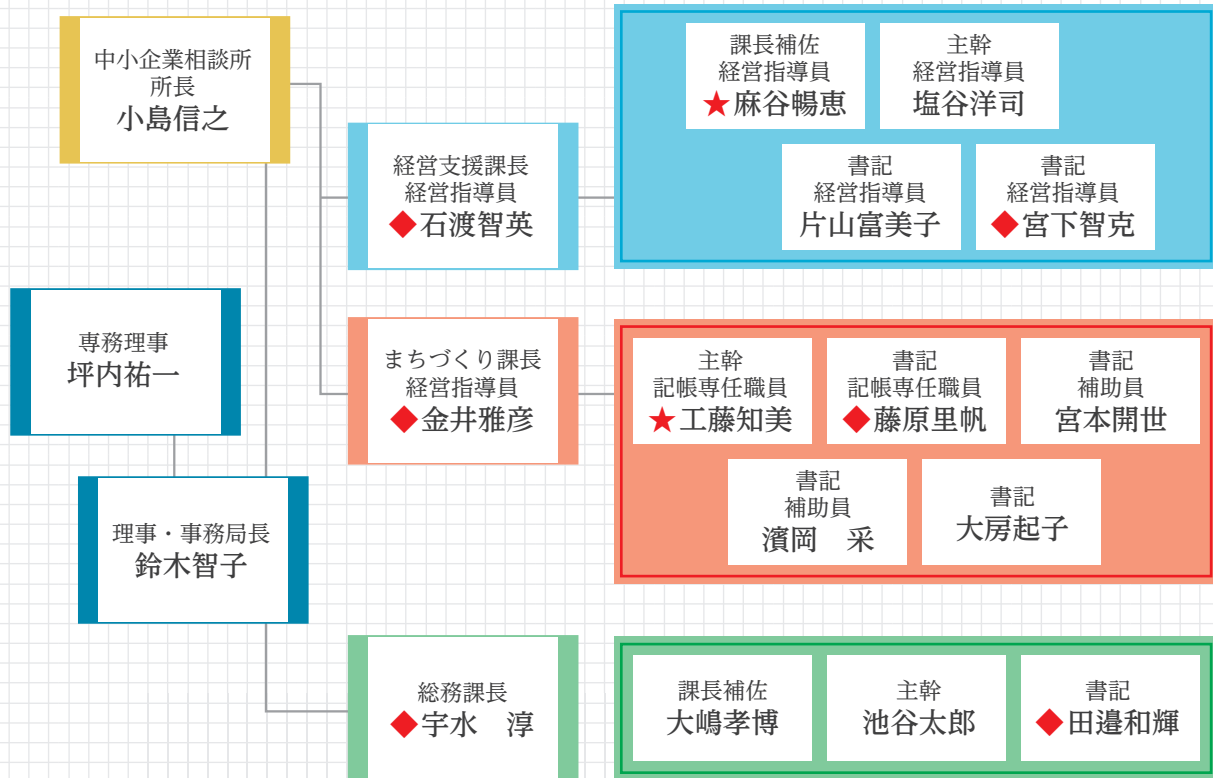 中小企業相談所
所長
小島信之
経営支援課長
経営指導員
◆石渡智英
課長補佐
経営指導員
★麻谷暢恵
主幹
経営指導員
塩谷洋司
書記
経営指導員
片山富美子
書記
経営指導員
◆宮下智克
専務理事
坪内祐一
まちづくり課長
経営指導員
◆金井雅彦
主幹
記帳専任職員
★工藤知美
書記
記帳専任職員
◆藤原里帆
書記
補助員
宮本開世
書記
補助員
濱岡　采
書記
大房起子
理事・事務局長
鈴木智子
総務課長
◆宇水　淳
課長補佐
大嶋孝博
主幹
池谷太郎
書記
◆田邉和輝